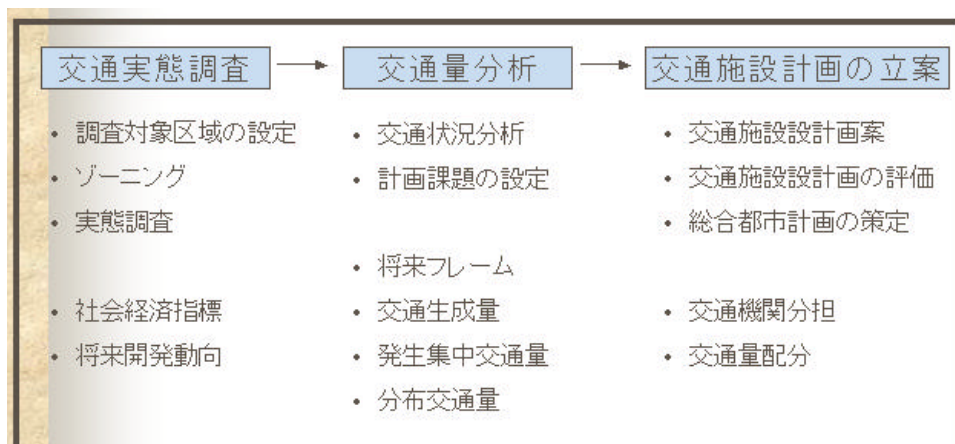 交通実態調査
・調査対象区域の設定
・ゾーニング
・実態調査
・社会経済指標
・将来開発動向
交通量分析
・交通状況分析
・計画課題の設定
・将来フレーム
・交通生成量
・発生集中交通量
・分布交通量
交通施設計画の立案
・交通施設設計画案
・交通施設設計画の評価
・総合都市計画の策定
・交通機関分担
・交通量配分